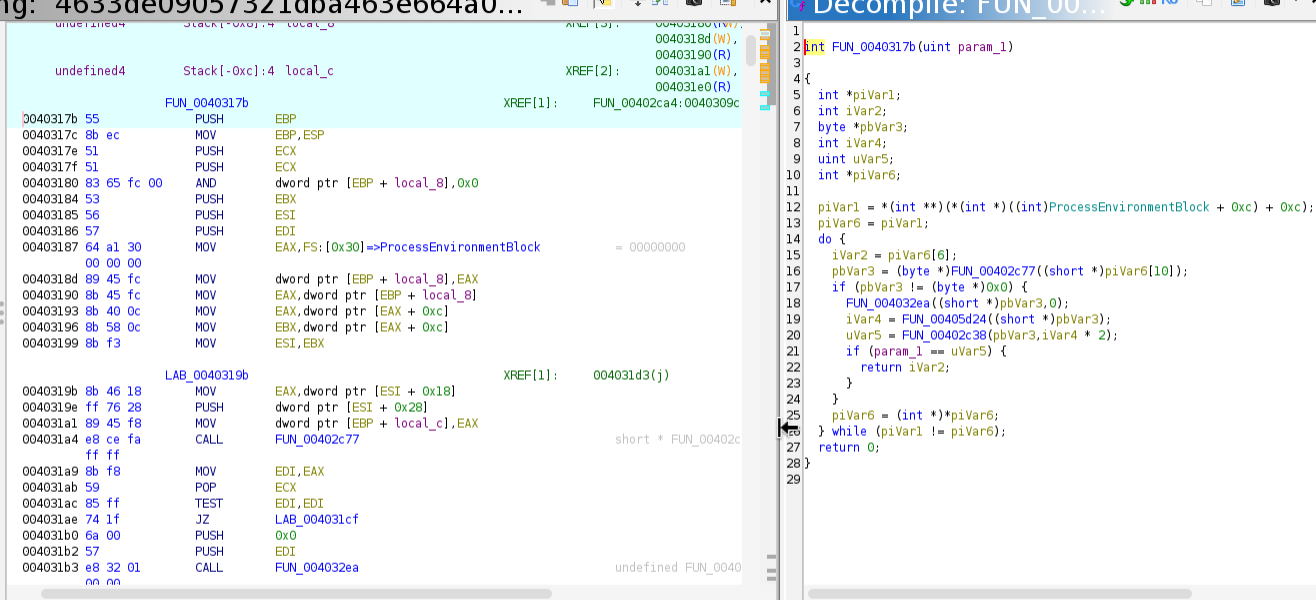 ng: 4633de09057321dba463e664a0...
undefined4 Stack[-0x8]:4 local_8 XREF[3]: 00403180(RW),
0040318d(W),
00403190(R)
undefined4 Stack[-0xc]:4 local_c XREF[2]: 004031a1(W),
004031e0(R)
FUN_0040317b XREF[1]: FUN_00402ca4:0040309c
0040317b 55 PUSH EBP
0040317c 8b ec MOV EBP,ESP
0040317e 51 PUSH ECX
0040317f 51 PUSH ECX
00403180 83 65 fc 00 AND dword ptr [EBP + local_8],0x0
00403184 53 PUSH EBX
00403185 56 PUSH ESI
00403186 57 PUSH EDI
00403187 64 a1 30 MOV EAX,FS:[0x30]=>ProcessEnvironmentBlock = 00000000
00 00 00
0040318d 89 45 fc MOV dword ptr [EBP + local_8],EAX
00403190 8b 45 fc MOV EAX,dword ptr [EBP + local_8]
00403193 8b 40 0c MOV EAX,dword ptr [EAX + 0xc]
00403196 8b 58 0c MOV EBX,dword ptr [EAX + 0xc]
00403199 8b f3 MOV ESI,EBX
LAB_0040319b XREF[1]: 004031d3(j)
0040319b 8b 46 18 MOV EAX,dword ptr [ESI + 0x18]
0040319e ff 76 28 PUSH dword ptr [ESI + 0x28]
004031a1 89 45 f8 MOV dword ptr [EBP + local_c],EAX
004031a4 e8 ce fa CALL FUN_00402c77 short * FUN_00402c
ff ff
004031a9 8b f8 MOV EDI,EAX
004031ab 59 POP ECX
004031ac 85 ff TEST EDI,EDI
004031ae 74 1f JZ LAB_004031cf
004031b0 6a 00 PUSH 0x0
004031b2 57 PUSH EDI
004031b3 e8 32 01 CALL FUN_004032ea undefined FUN_0040
00 00
Decompile: FUN_00...
1
2 int FUN_0040317b(uint param_1)
3
4 {
5 int *piVar1;
6 int iVar2;
7 byte *pbVar3;
8 int iVar4;
9 uint uVar5;
10 int *piVar6;
11
12 piVar1 = *(int **)(*(int *)((int)ProcessEnvironmentBlock + 0xc) + 0xc);
13 piVar6 = piVar1;
14 do {
15 iVar2 = piVar6[6];
16 pbVar3 = (byte *)FUN_00402c77((short *)piVar6[10]);
17 if (pbVar3 != (byte *)0x0) {
18 FUN_004032ea((short *)pbVar3,0);
19 iVar4 = FUN_00405d24((short *)pbVar3);
20 uVar5 = FUN_00402c38(pbVar3,iVar4 * 2);
21 if (param_1 == uVar5) {
22 return iVar2;
23 }
24 }
25 piVar6 = (int *)*piVar6;
} while (piVar1 != piVar6);
27 return 0;
28 }
29